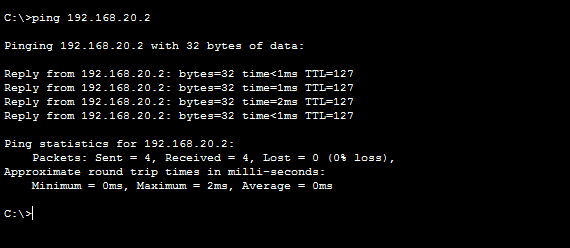 C:\>ping 192.168.20.2
Pinging 192.168.20.2 with 32 bytes of data:
Reply from 192.168.20.2: bytes=32 time<1ms TTL=127
Reply from 192.168.20.2: bytes=32 time=1ms TTL=127
Reply from 192.168.20.2: bytes=32 time=2ms TTL=127
Reply from 192.168.20.2: bytes=32 time<1ms TTL=127
Ping statistics for 192.168.20.2:
    Packets: Sent = 4, Received = 4, Lost = 0 (0% loss),
Approximate round trip times in milli-seconds:
    Minimum = 0ms, Maximum = 2ms, Average = 0ms
C:\>